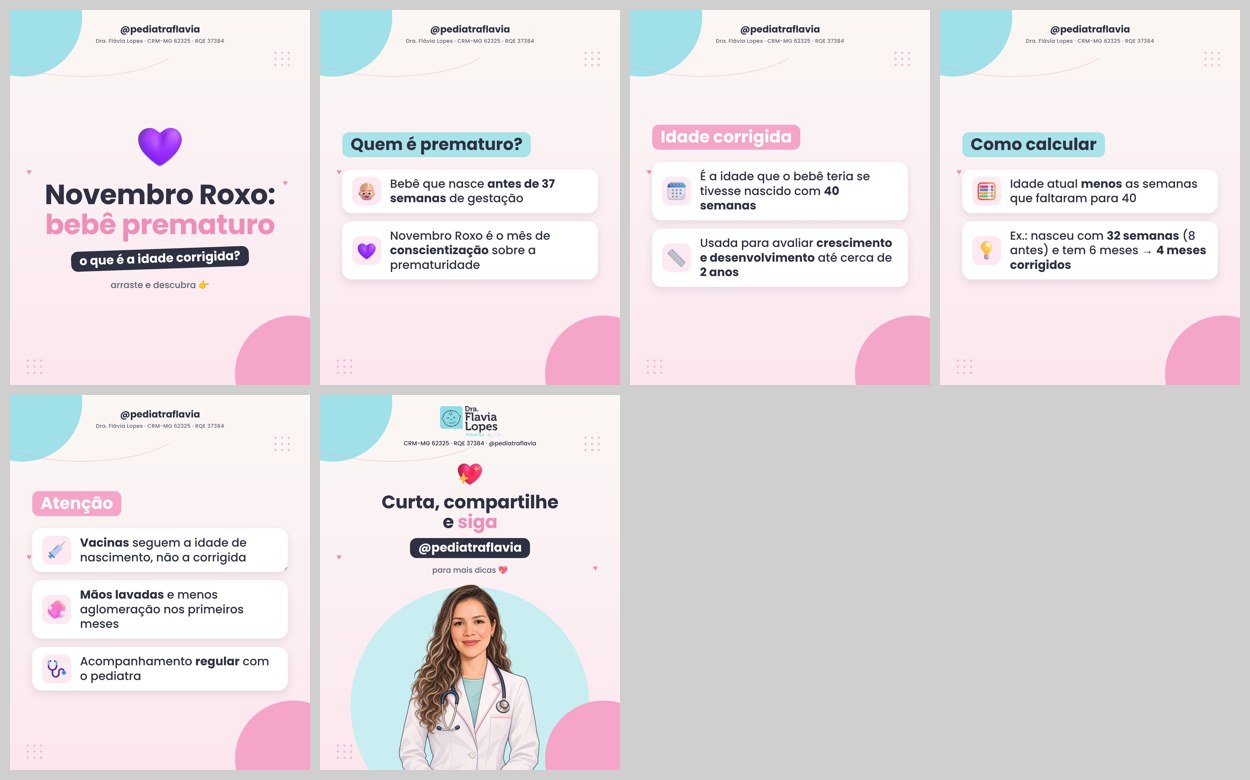 @pediatraflavia
Dra. Flávia Lopes · CRM-MG 62325 · RQE 37384
Novembro Roxo:
bebê prematuro
o que é a idade corrigida?
arraste e descubra 👉
@pediatraflavia
Dra. Flávia Lopes · CRM-MG 62325 · RQE 37384
Quem é prematuro?
Bebê que nasce antes de 37
semanas de gestação
Novembro Roxo é o mês de
conscientização sobre a
prematuridade
@pediatraflavia
Dra. Flávia Lopes · CRM-MG 62325 · RQE 37384
Idade corrigida
É a idade que o bebê teria se
tivesse nascido com 40
semanas
Usada para avaliar crescimento
e desenvolvimento até cerca de
2 anos
@pediatraflavia
Dra. Flávia Lopes · CRM-MG 62325 · RQE 37384
Como calcular
Idade atual menos as semanas
que faltaram para 40
Ex.: nasceu com 32 semanas (8
antes) e tem 6 meses → 4 meses
corrigidos
@pediatraflavia
Dra. Flávia Lopes · CRM-MG 62325 · RQE 37384
Atenção
Vacinas seguem a idade de
nascimento, não a corrigida
Mãos lavadas e menos
aglomeração nos primeiros
meses
Acompanhamento regular com
o pediatra
Dra.
Flavia
Lopes
CRM-MG 62325 · RQE 37384 · @pediatraflavia
Curta, compartilhe
e siga
@pediatraflavia
para mais dicas 💖